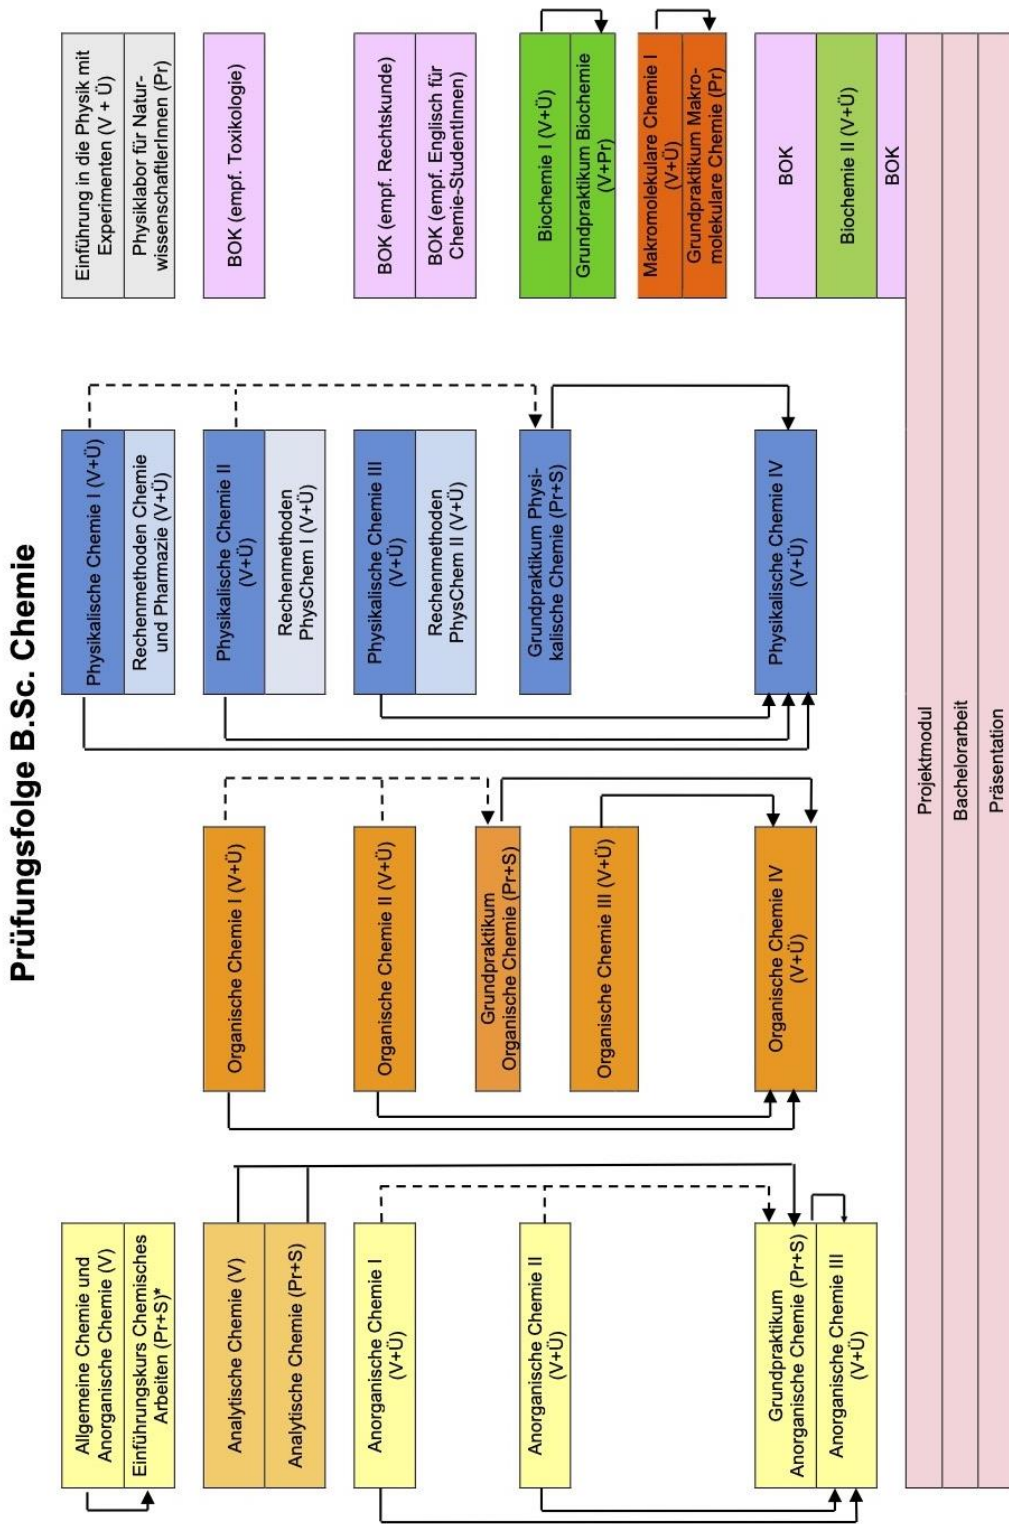 Prüfungsfolge B.Sc. Chemie
Allgemeine Chemie und
Anorganische Chemie (V)
Einführungskurs Chemisches
Arbeiten (Pr+S)*
Physikalische Chemie I (V+Ü)
Rechenmethoden Chemie
und Pharmazie (V+Ü)
Einführung in die Physik mit
Experimenten (V + Ü)
Physiklabor für Natur-
wissenschaftlerInnen (Pr)
Analytische Chemie (V)
Analytische Chemie (Pr+S)
Organische Chemie I (V+Ü)
Physikalische Chemie II
(V+Ü)
Rechenmethoden
PhysChem I (V+Ü)
BOK (empf. Toxikologie)
Anorganische Chemie I
(V+Ü)
Organische Chemie II (V+Ü)
Physikalische Chemie III
(V+Ü)
Rechenmethoden
PhysChem II (V+Ü)
BOK (empf. Rechtskunde)
BOK (empf. Englisch für
Chemie-StudentInnen)
Grundpraktikum
Organische Chemie (Pr+S)
Anorganische Chemie II
(V+Ü)
Organische Chemie III (V+Ü)
Grundpraktikum Physi-
kalische Chemie (Pr+S)
Biochemie I (V+Ü)
Grundpraktikum Biochemie
(V+Pr)
Makromolekulare Chemie I
(V+Ü)
Grundpraktikum Makro-
molekulare Chemie (Pr)
Grundpraktikum
Anorganische Chemie (Pr+S)
Anorganische Chemie III
(V+Ü)
Organische Chemie IV
(V+Ü)
Physikalische Chemie IV
(V+Ü)
BOK
Biochemie II (V+Ü)
BOK
Projektmodul
Bachelorarbeit
Präsentation